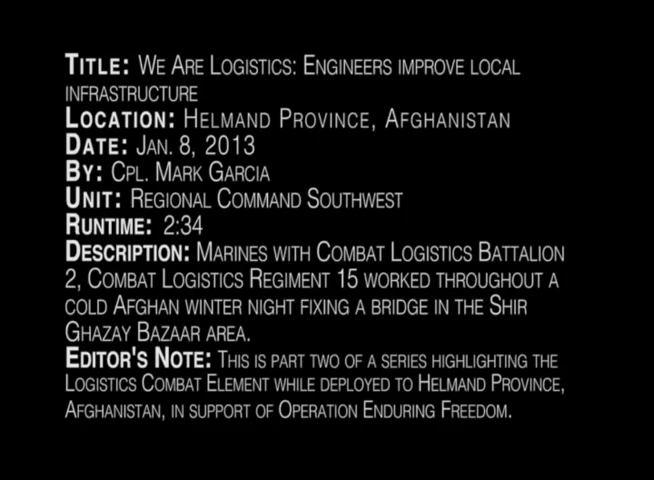 Title: We Are Logistics: Engineers improve local
infrastructure
Location: Helmand Province, Afghanistan
Date: Jan. 8, 2013
By: Cpl. Mark Garcia
Unit: Regional Command Southwest
Runtime: 2:34
Description: Marines with Combat Logistics Battalion
2, Combat Logistics Regiment 15 worked throughout a
cold Afghan winter night fixing a bridge in the Shir
Ghazay Bazaar area.
Editor's Note: This is part two of a series highlighting the
Logistics Combat Element while deployed to Helmand Province,
Afghanistan, in support of Operation Enduring Freedom.